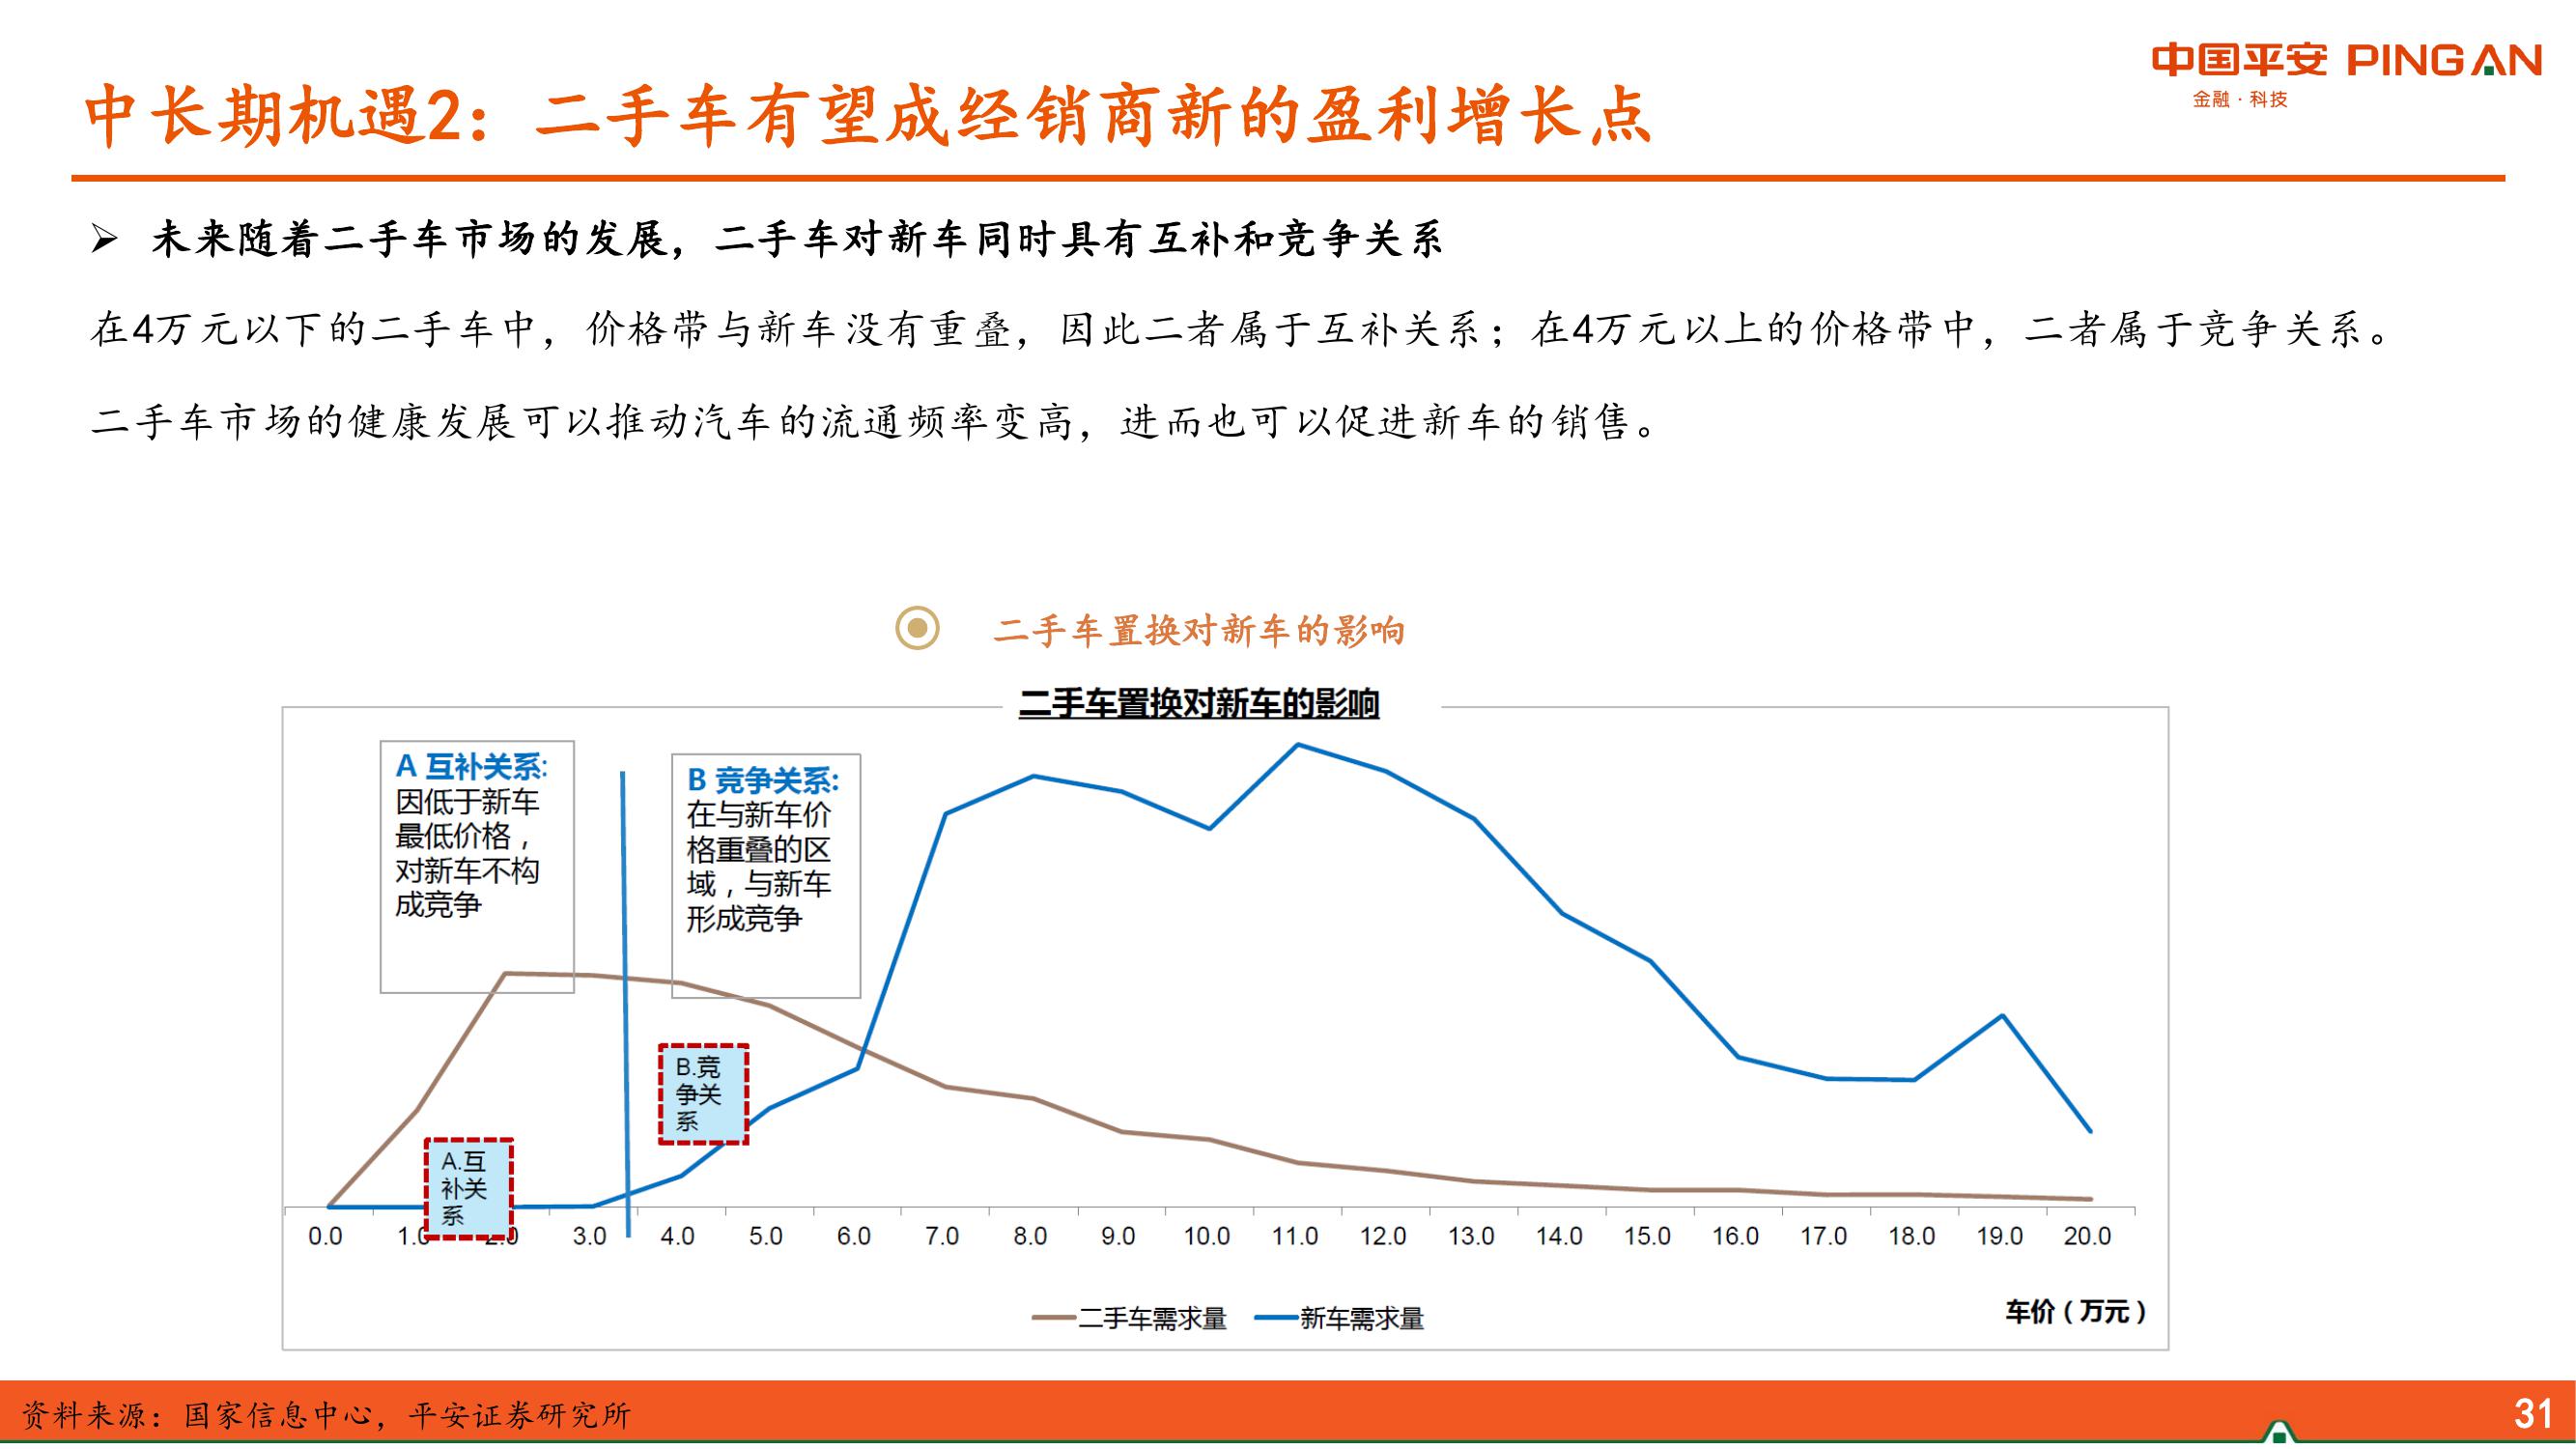 中国平安 PINGAN
金融·科技
中长期机遇2：二手车有望成经销商新的盈利增长点
➢ 未来随着二手车市场的发展，二手车对新车同时具有互补和竞争关系
在4万元以下的二手车中，价格带与新车没有重叠，因此二者属于互补关系；在4万元以上的价格带中，二者属于竞争关系。
二手车市场的健康发展可以推动汽车的流通频率变高，进而也可以促进新车的销售。
二手车置换对新车的影响
二手车置换对新车的影响
A 互补关系:
因低于新车
最低价格，
对新车不构
成竞争
B 竞争关系:
在与新车价
格重叠的区
域，与新车
形成竞争
B.竞
争关
系
A.互
补关
系
0.0 1.0 2.0 3.0 4.0 5.0 6.0 7.0 8.0 9.0 10.0 11.0 12.0 13.0 14.0 15.0 16.0 17.0 18.0 19.0 20.0
车价（万元）
二手车需求量 新车需求量
资料来源：国家信息中心，平安证券研究所
31